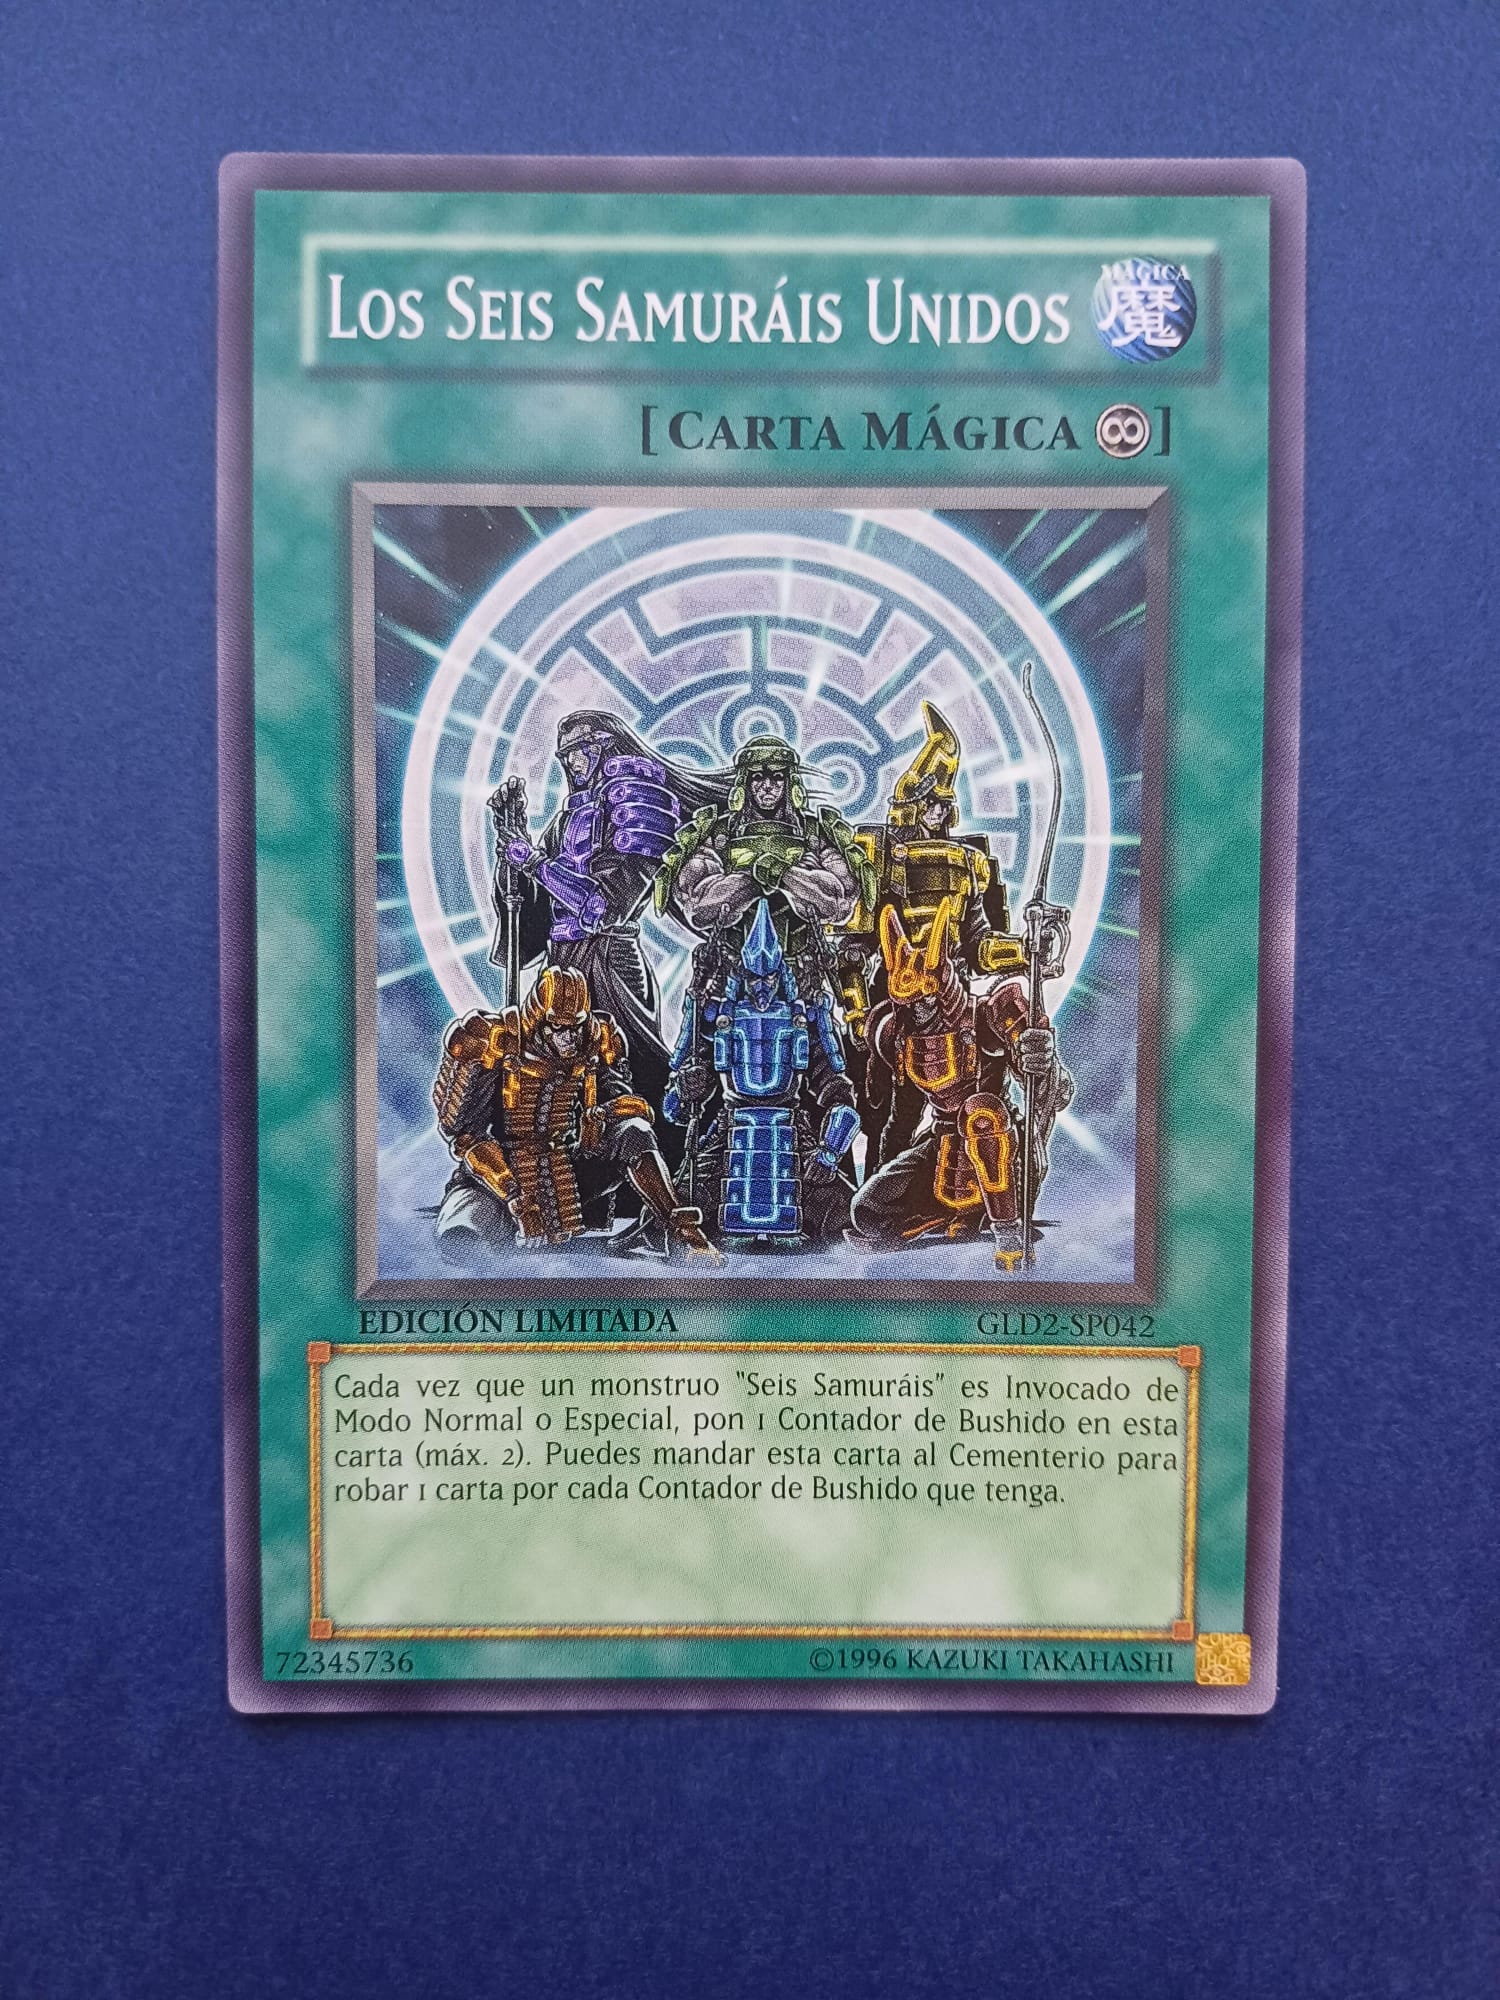 LOS SEIS SAMURÁIS UNIDOS
MÁGICA
魔
[CARTA MÁGICA ]
EDICIÓN LIMITADA
GLD2-SP042
Cada vez que un monstruo "Seis Samuráis" es Invocado de
Modo Normal o Especial, pon 1 Contador de Bushido en esta
carta (máx. 2). Puedes mandar esta carta al Cementerio para
robar 1 carta por cada Contador de Bushido que tenga.
72345736
©1996 KAZUKI TAKAHASHI